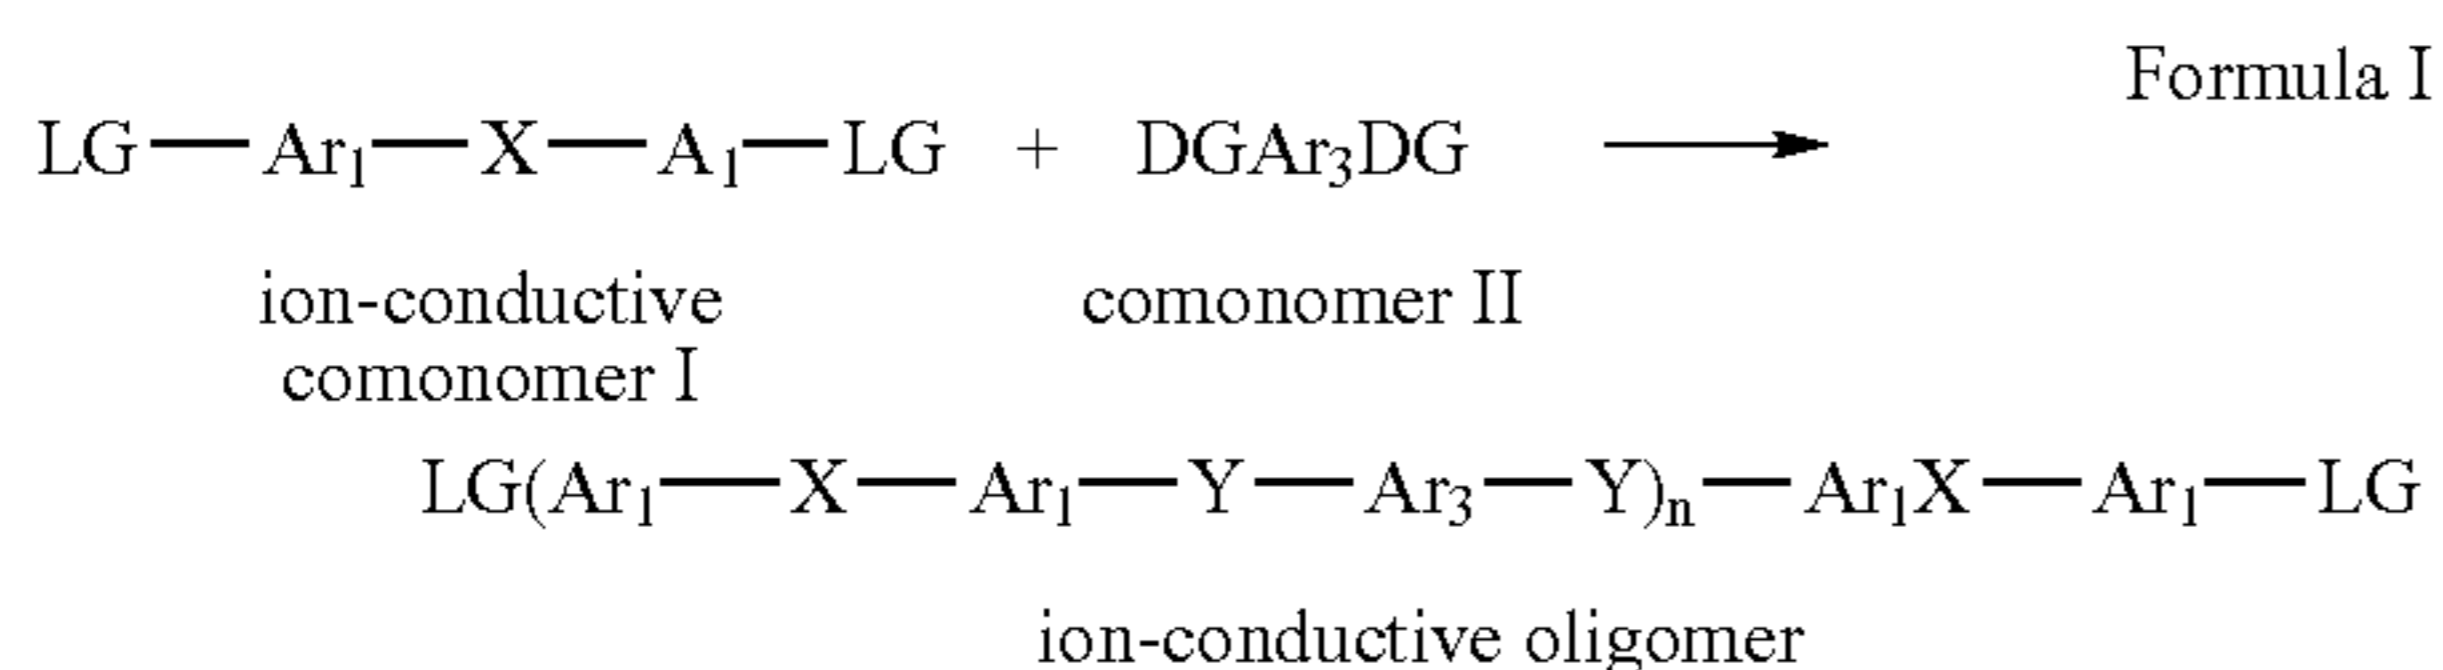 Formula I
LG—Ar₁—X—A₁—LG + DGAr₃DG ⟶
ion-conductive
comonomer I
comonomer II
LG(Ar₁—X—Ar₁—Y—Ar₃—Y)ₙ—Ar₁X—Ar₁—LG
ion-conductive oligomer